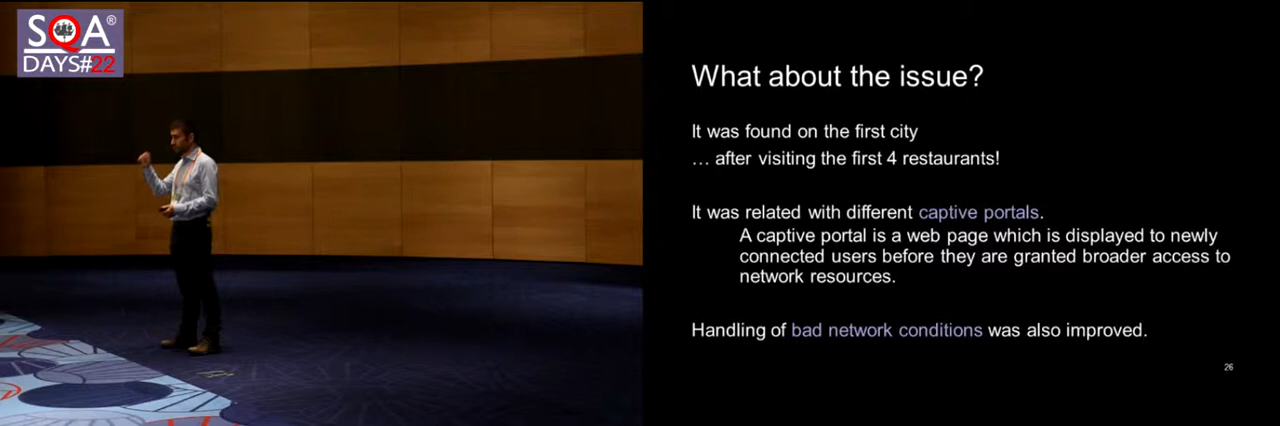 SQA®
DAYS#22
What about the issue?
It was found on the first city
… after visiting the first 4 restaurants!
It was related with different captive portals.
A captive portal is a web page which is displayed to newly
connected users before they are granted broader access to
network resources.
Handling of bad network conditions was also improved.
26